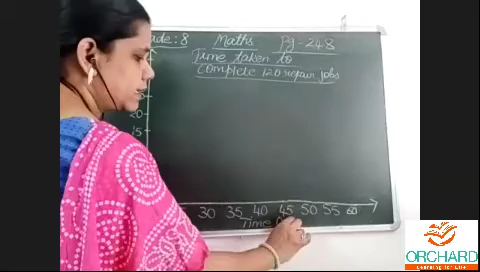 Grade: 8 Maths Pg-248
Time taken to
complete 120 repair jobs
20
15
30 35 40 45 50 55 60
Time
ORCHARD
Learning for Life